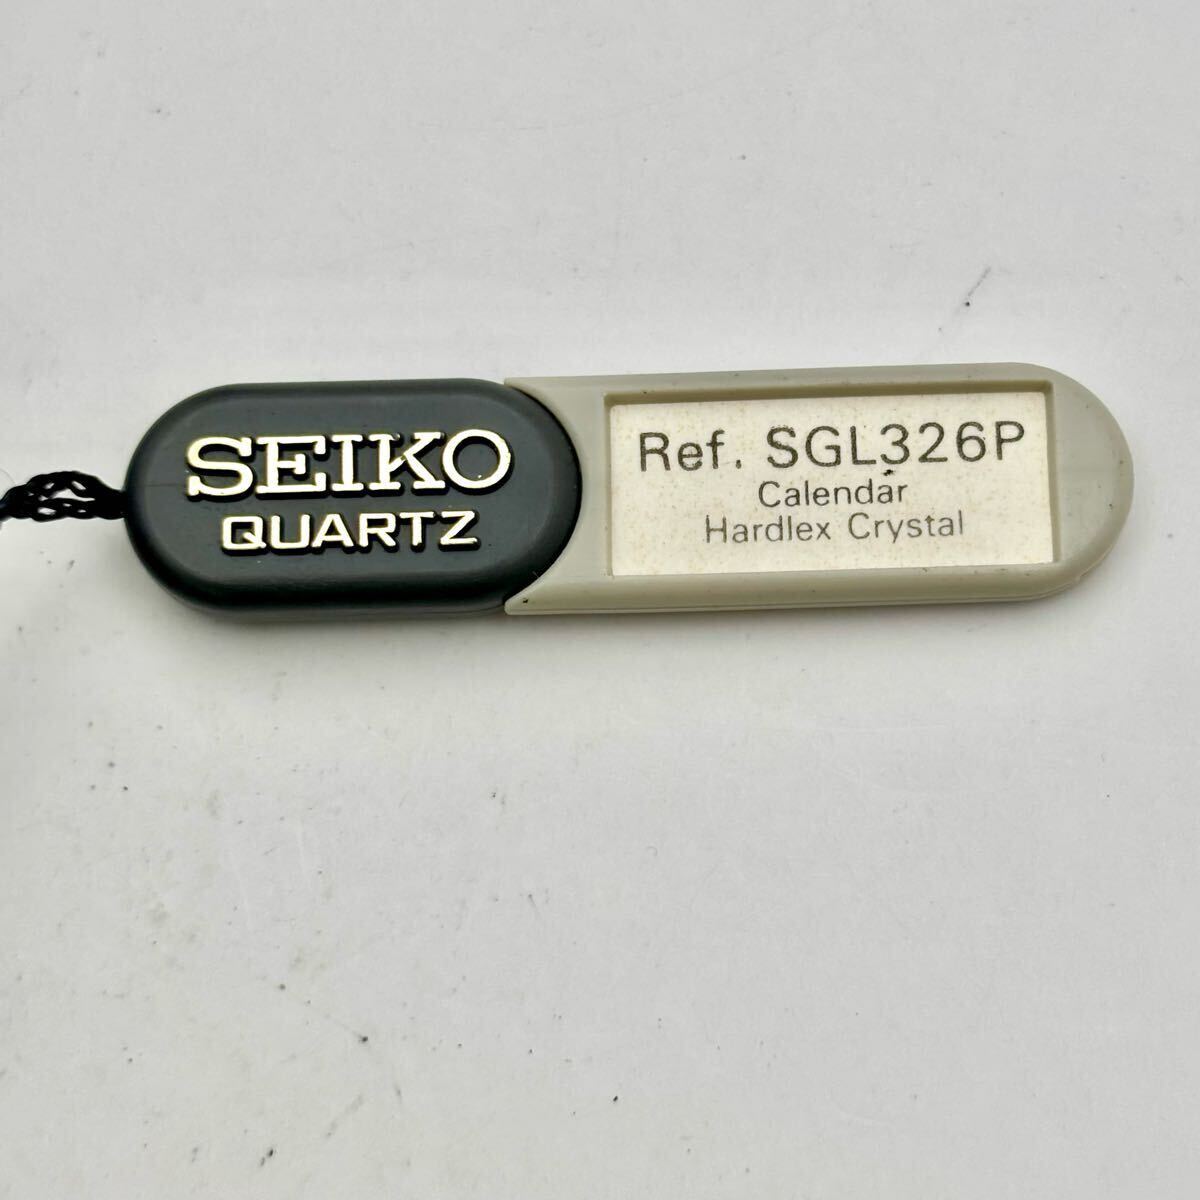 SEIKO
QUARTZ
Ref. SGL326P
Calendar
Hardlex Crystal